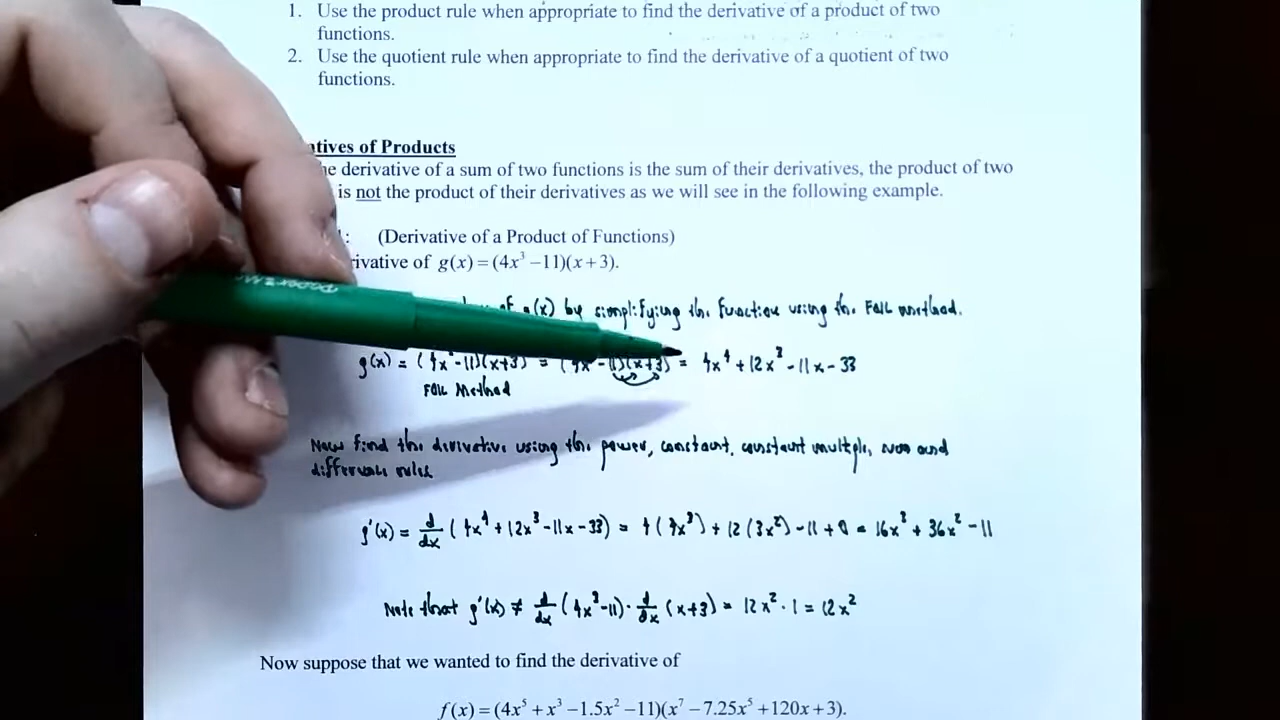 1. Use the product rule when appropriate to find the derivative of a product of two
functions.
2. Use the quotient rule when appropriate to find the derivative of a quotient of two
functions.
tives of Products
e derivative of a sum of two functions is the sum of their derivatives, the product of two
is not the product of their derivatives as we will see in the following example.
: (Derivative of a Product of Functions)
ivative of g(x) = (4x³ − 11)(x + 3).
of g(x) by simplifying the function using the FOIL method.
g(x) = (4x³-11)(x+3) = (4x³-11)(x+3) = 4x⁴ + 12x³ - 11x - 33
FOIL Method
Now find the derivative using the power, constant, constant multiple, sum and
difference rules
g'(x) = d/dx (4x⁴ + 12x³ - 11x - 33) = 4(4x³) + 12(3x²) - 11 + 0 = 16x³ + 36x² - 11
Note that g'(x) ≠ d/dx (4x³-11) · d/dx (x+3) = 12x² · 1 = 12x²
Now suppose that we wanted to find the derivative of
f(x) = (4x⁵ + x³ − 1.5x² − 11)(x⁷ − 7.25x⁵ + 120x + 3).